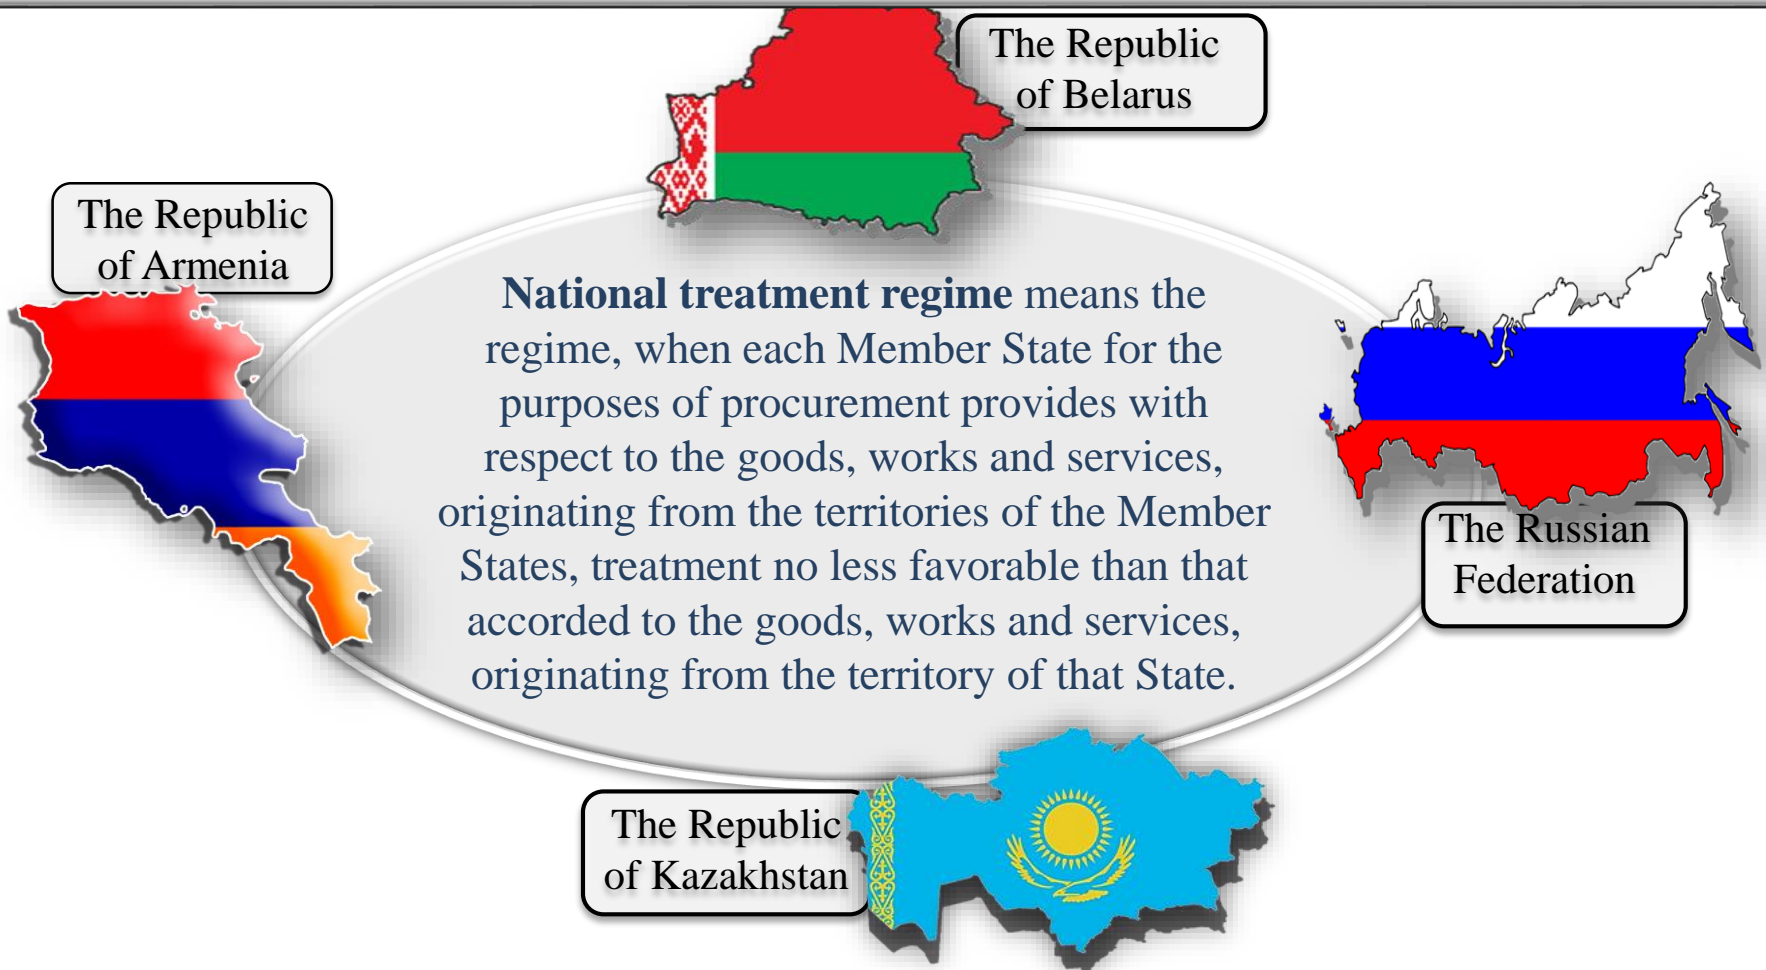 The Republic
of Belarus
The Republic
of Armenia
National treatment regime means the
regime, when each Member State for the
purposes of procurement provides with
respect to the goods, works and services,
originating from the territories of the Member
States, treatment no less favorable than that
accorded to the goods, works and services,
originating from the territory of that State.
The Russian
Federation
The Republic
of Kazakhstan